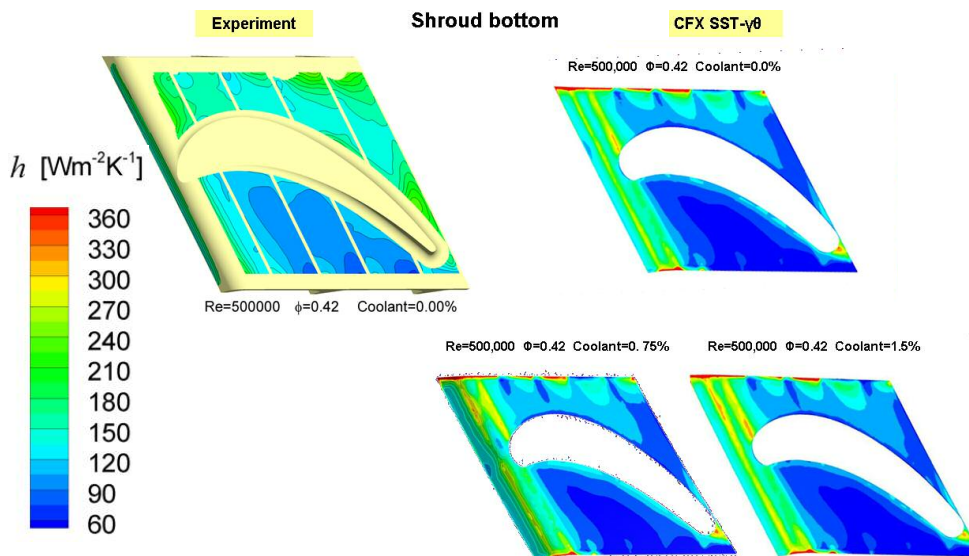 Experiment
Shroud bottom
CFX SST-γθ
Re=500,000 Φ=0.42 Coolant=0.0%
h [Wm-2K-1]
360
330
300
270
240
210
180
150
120
90
60
Re=500000 ϕ=0.42 Coolant=0.00%
Re=500,000 Φ=0.42 Coolant=0.75%
Re=500,000 Φ=0.42 Coolant=1.5%